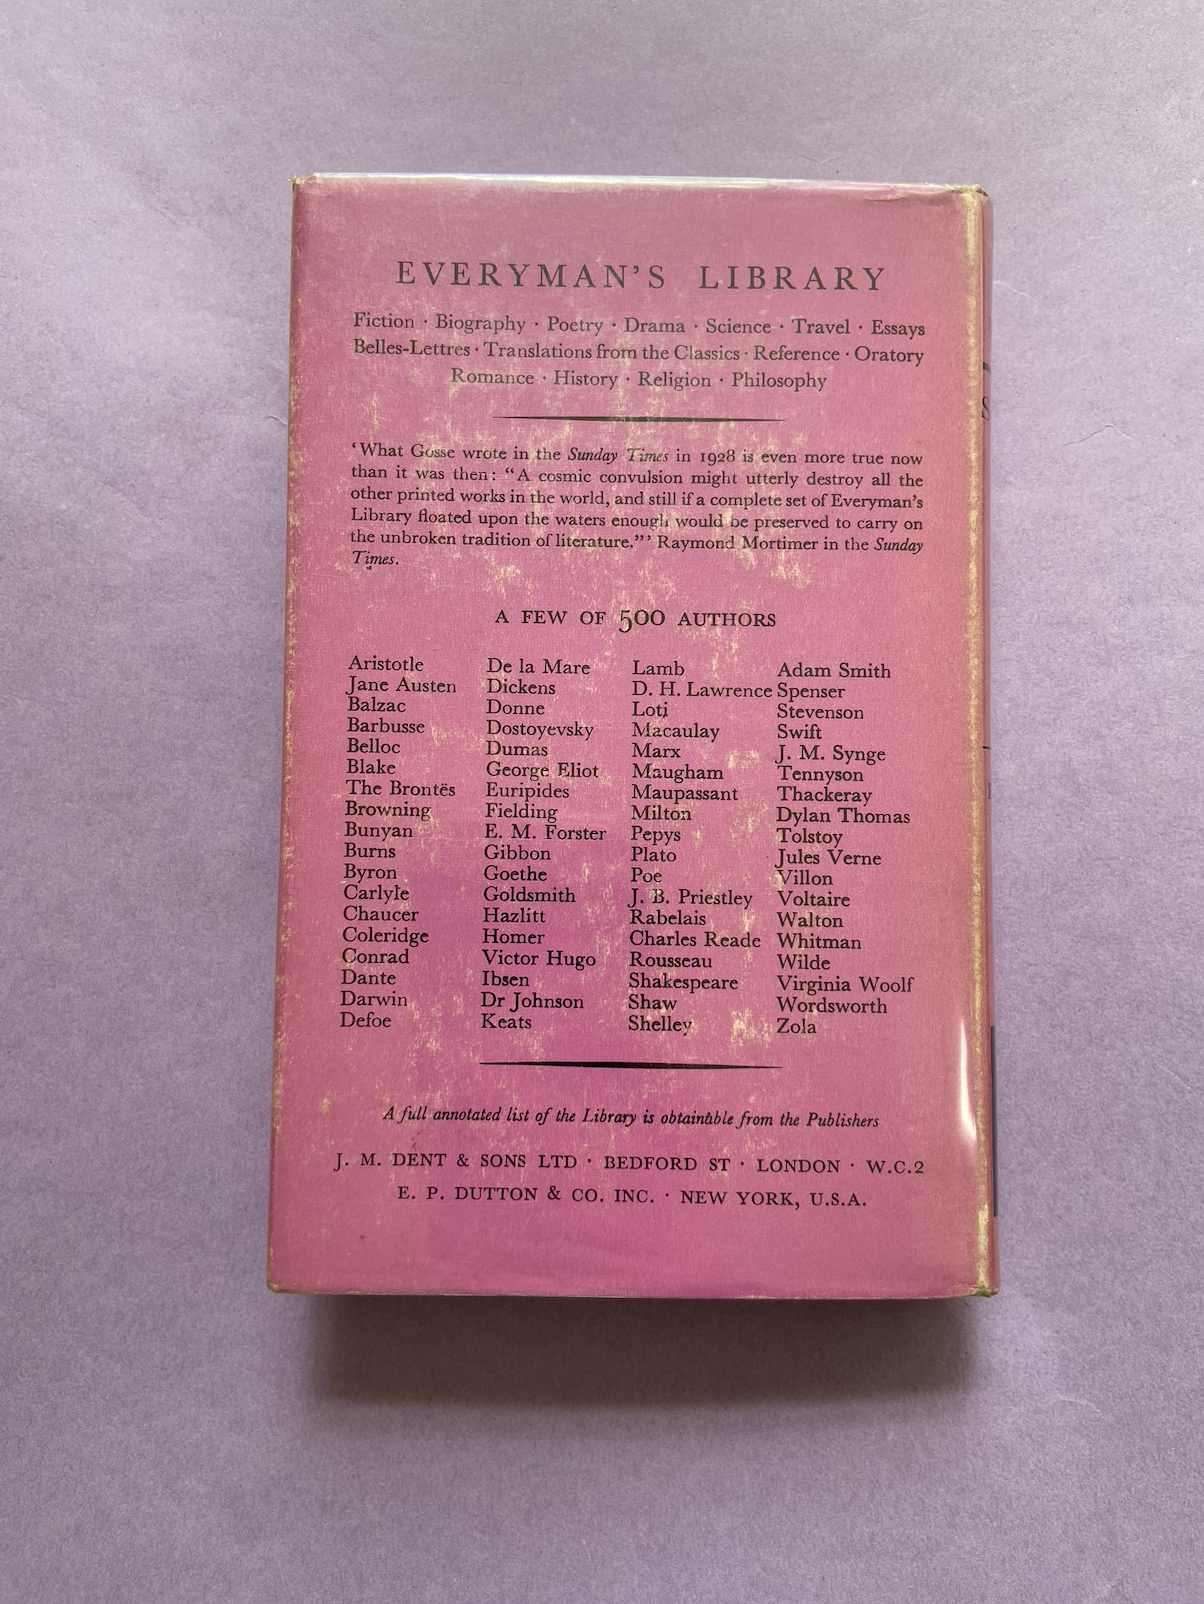 EVERYMAN'S LIBRARY
Fiction · Biography · Poetry · Drama · Science · Travel · Essays
Belles-Lettres · Translations from the Classics · Reference · Oratory
Romance · History · Religion · Philosophy
‘What Gosse wrote in the Sunday Times in 1928 is even more true now
than it was then: “A cosmic convulsion might utterly destroy all the
other printed works in the world, and still if a complete set of Everyman’s
Library floated upon the waters enough would be preserved to carry on
the unbroken tradition of literature.”’ Raymond Mortimer in the Sunday
Times.
A FEW OF 500 AUTHORS
Aristotle
Jane Austen
Balzac
Barbusse
Belloc
Blake
The Brontës
Browning
Bunyan
Burns
Byron
Carlyle
Chaucer
Coleridge
Conrad
Dante
Darwin
Defoe
De la Mare
Dickens
Donne
Dostoyevsky
Dumas
George Eliot
Euripides
Fielding
E. M. Forster
Gibbon
Goethe
Goldsmith
Hazlitt
Homer
Victor Hugo
Ibsen
Dr Johnson
Keats
Lamb
D. H. Lawrence
Loti
Macaulay
Marx
Maugham
Maupassant
Milton
Pepys
Plato
Poe
J. B. Priestley
Rabelais
Charles Reade
Rousseau
Shakespeare
Shaw
Shelley
Adam Smith
Spenser
Stevenson
Swift
J. M. Synge
Tennyson
Thackeray
Dylan Thomas
Tolstoy
Jules Verne
Villon
Voltaire
Walton
Whitman
Wilde
Virginia Woolf
Wordsworth
Zola
A full annotated list of the Library is obtainable from the Publishers
J. M. DENT & SONS LTD · BEDFORD ST · LONDON · W.C.2
E. P. DUTTON & CO. INC. · NEW YORK, U.S.A.